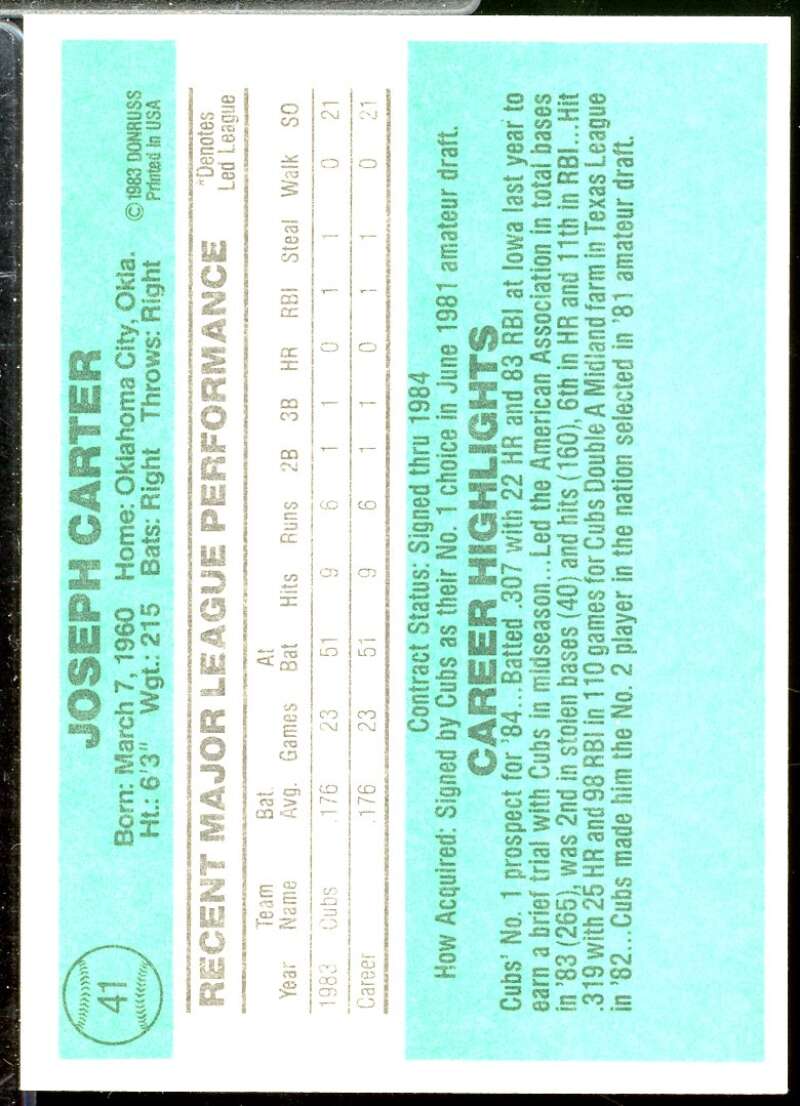 41
JOSEPH CARTER
Born: March 7, 1960 Home: Oklahoma City, Okla.
Ht.: 6'3" Wgt. 215 Bats: Right Throws: Right
©1983 DONRUSS
Printed in USA
RECENT MAJOR LEAGUE PERFORMANCE
*Denotes
Led League
Year Team Name Bat. Avg. Games At Bat Hits Runs 2B 3B HR RBI Steal Walk SO
1983 Cubs .176 23 51 9 6 1 1 0 1 1 0 21
Career .176 23 51 9 6 1 1 0 1 1 0 21
Contract Status: Signed thru 1984
How Acquired: Signed by Cubs as their No. 1 choice in June 1981 amateur draft.
CAREER HIGHLIGHTS
Cubs' No. 1 prospect for '84...Batted .307 with 22 HR and 83 RBI at Iowa last year to
earn a brief trial with Cubs in midseason...Led the American Association in total bases
in '83 (265), was 2nd in stolen bases (40) and hits (160), 6th in HR and 11th in RBI...Hit
.319 with 25 HR and 98 RBI in 110 games for Cubs Double A Midland farm in Texas League
in '82...Cubs made him the No. 2 player in the nation selected in '81 amateur draft.